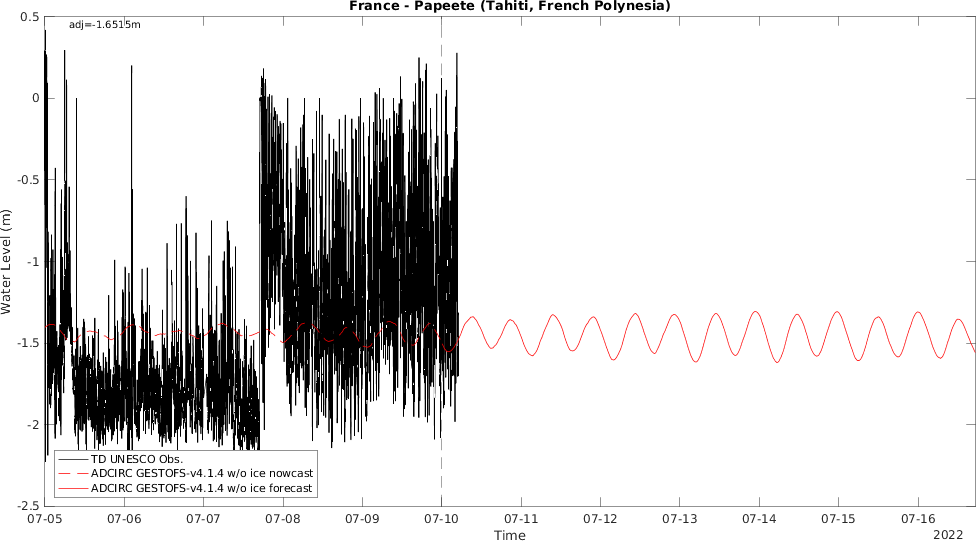 France - Papeete (Tahiti, French Polynesia)
adj=-1.6515m
0.5
0
-0.5
-1
-1.5
-2
-2.5
Water Level (m)
TD UNESCO Obs.
ADCIRC GESTOFS-v4.1.4 w/o ice nowcast
ADCIRC GESTOFS-v4.1.4 w/o ice forecast
07-05 07-06 07-07 07-08 07-09 07-10 07-11 07-12 07-13 07-14 07-15 07-16
Time
2022